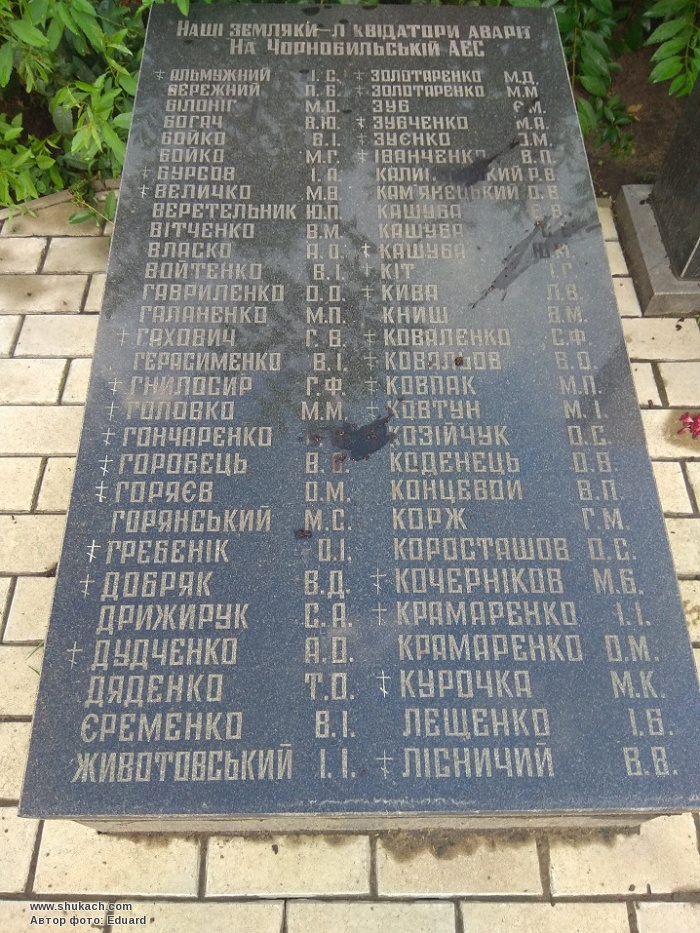 Наші земляки-л квідатори аварії
На Чорнобильській АЕС
АЛЬМУЖНИЙ І.С.
БЕРЕЖНИЙ П.Б.
БІЛОНІГ М.О.
БОГАЧ В.Ю.
БОЙКО В.І.
БОЙКО М.Г.
БУРСОВ І.А.
ВЕЛИЧКО М.В.
ВЕРЕТЕЛЬНИК Ю.П.
ВІТЧЕНКО В.М.
ВЛАСКО А.О.
ВОЙТЕНКО В.І.
ГАВРИЛЕНКО О.О.
ГАЛАНЕНКО М.П.
ГАХОВИЧ Г.В.
ГЕРАСИМЕНКО В.І.
ГНИЛОСИР Г.Ф.
ГОЛОВКО М.М.
ГОНЧАРЕНКО
ГОРОБЕЦЬ
ГОРЯЄВ О.М.
ГОРЯНСЬКИЙ М.С.
ГРЕБЕНІК О.І.
ДОБРЯК В.Д.
ДРИЖИРУК С.А.
ДУДЧЕНКО А.О.
ДЯДЕНКО Т.О.
ЄРЕМЕНКО В.І.
ЖИВОТОВСЬКИЙ І.І.
ЗОЛОТАРЕНКО М.Д.
ЗОЛОТАРЕНКО М.М
ЗУБ Є.М.
ЗУБЧЕНКО М.А.
ЗУЄНКО
ІВАНЧЕНКО В.П.
Р.В
КАМ'ЯНЕЦЬКИЙ О.В
КАШУБА
КАШУБА
КАШУБА
КІТ І.Г.
КИВА Л.В.
КНИШ В.М.
КОВАЛЕНКО С.Ф.
КОВАЛЬОВ В.О.
КОВПАК М.П.
КОВТУН М.І.
КОЗІЙЧУК О.С.
КОДЕНЕЦЬ О.В.
КОНЦЕВОЙ В.П.
КОРЖ Г.М.
КОРОСТАШОВ О.С.
КОЧЕРНІКОВ М.Б.
КРАМАРЕНКО І.І.
КРАМАРЕНКО О.М.
КУРОЧКА М.К.
ЛЕЩЕНКО І.Б.
ЛІСНИЧИЙ В.В.
www.shukach.com
Автор фото: Eduard